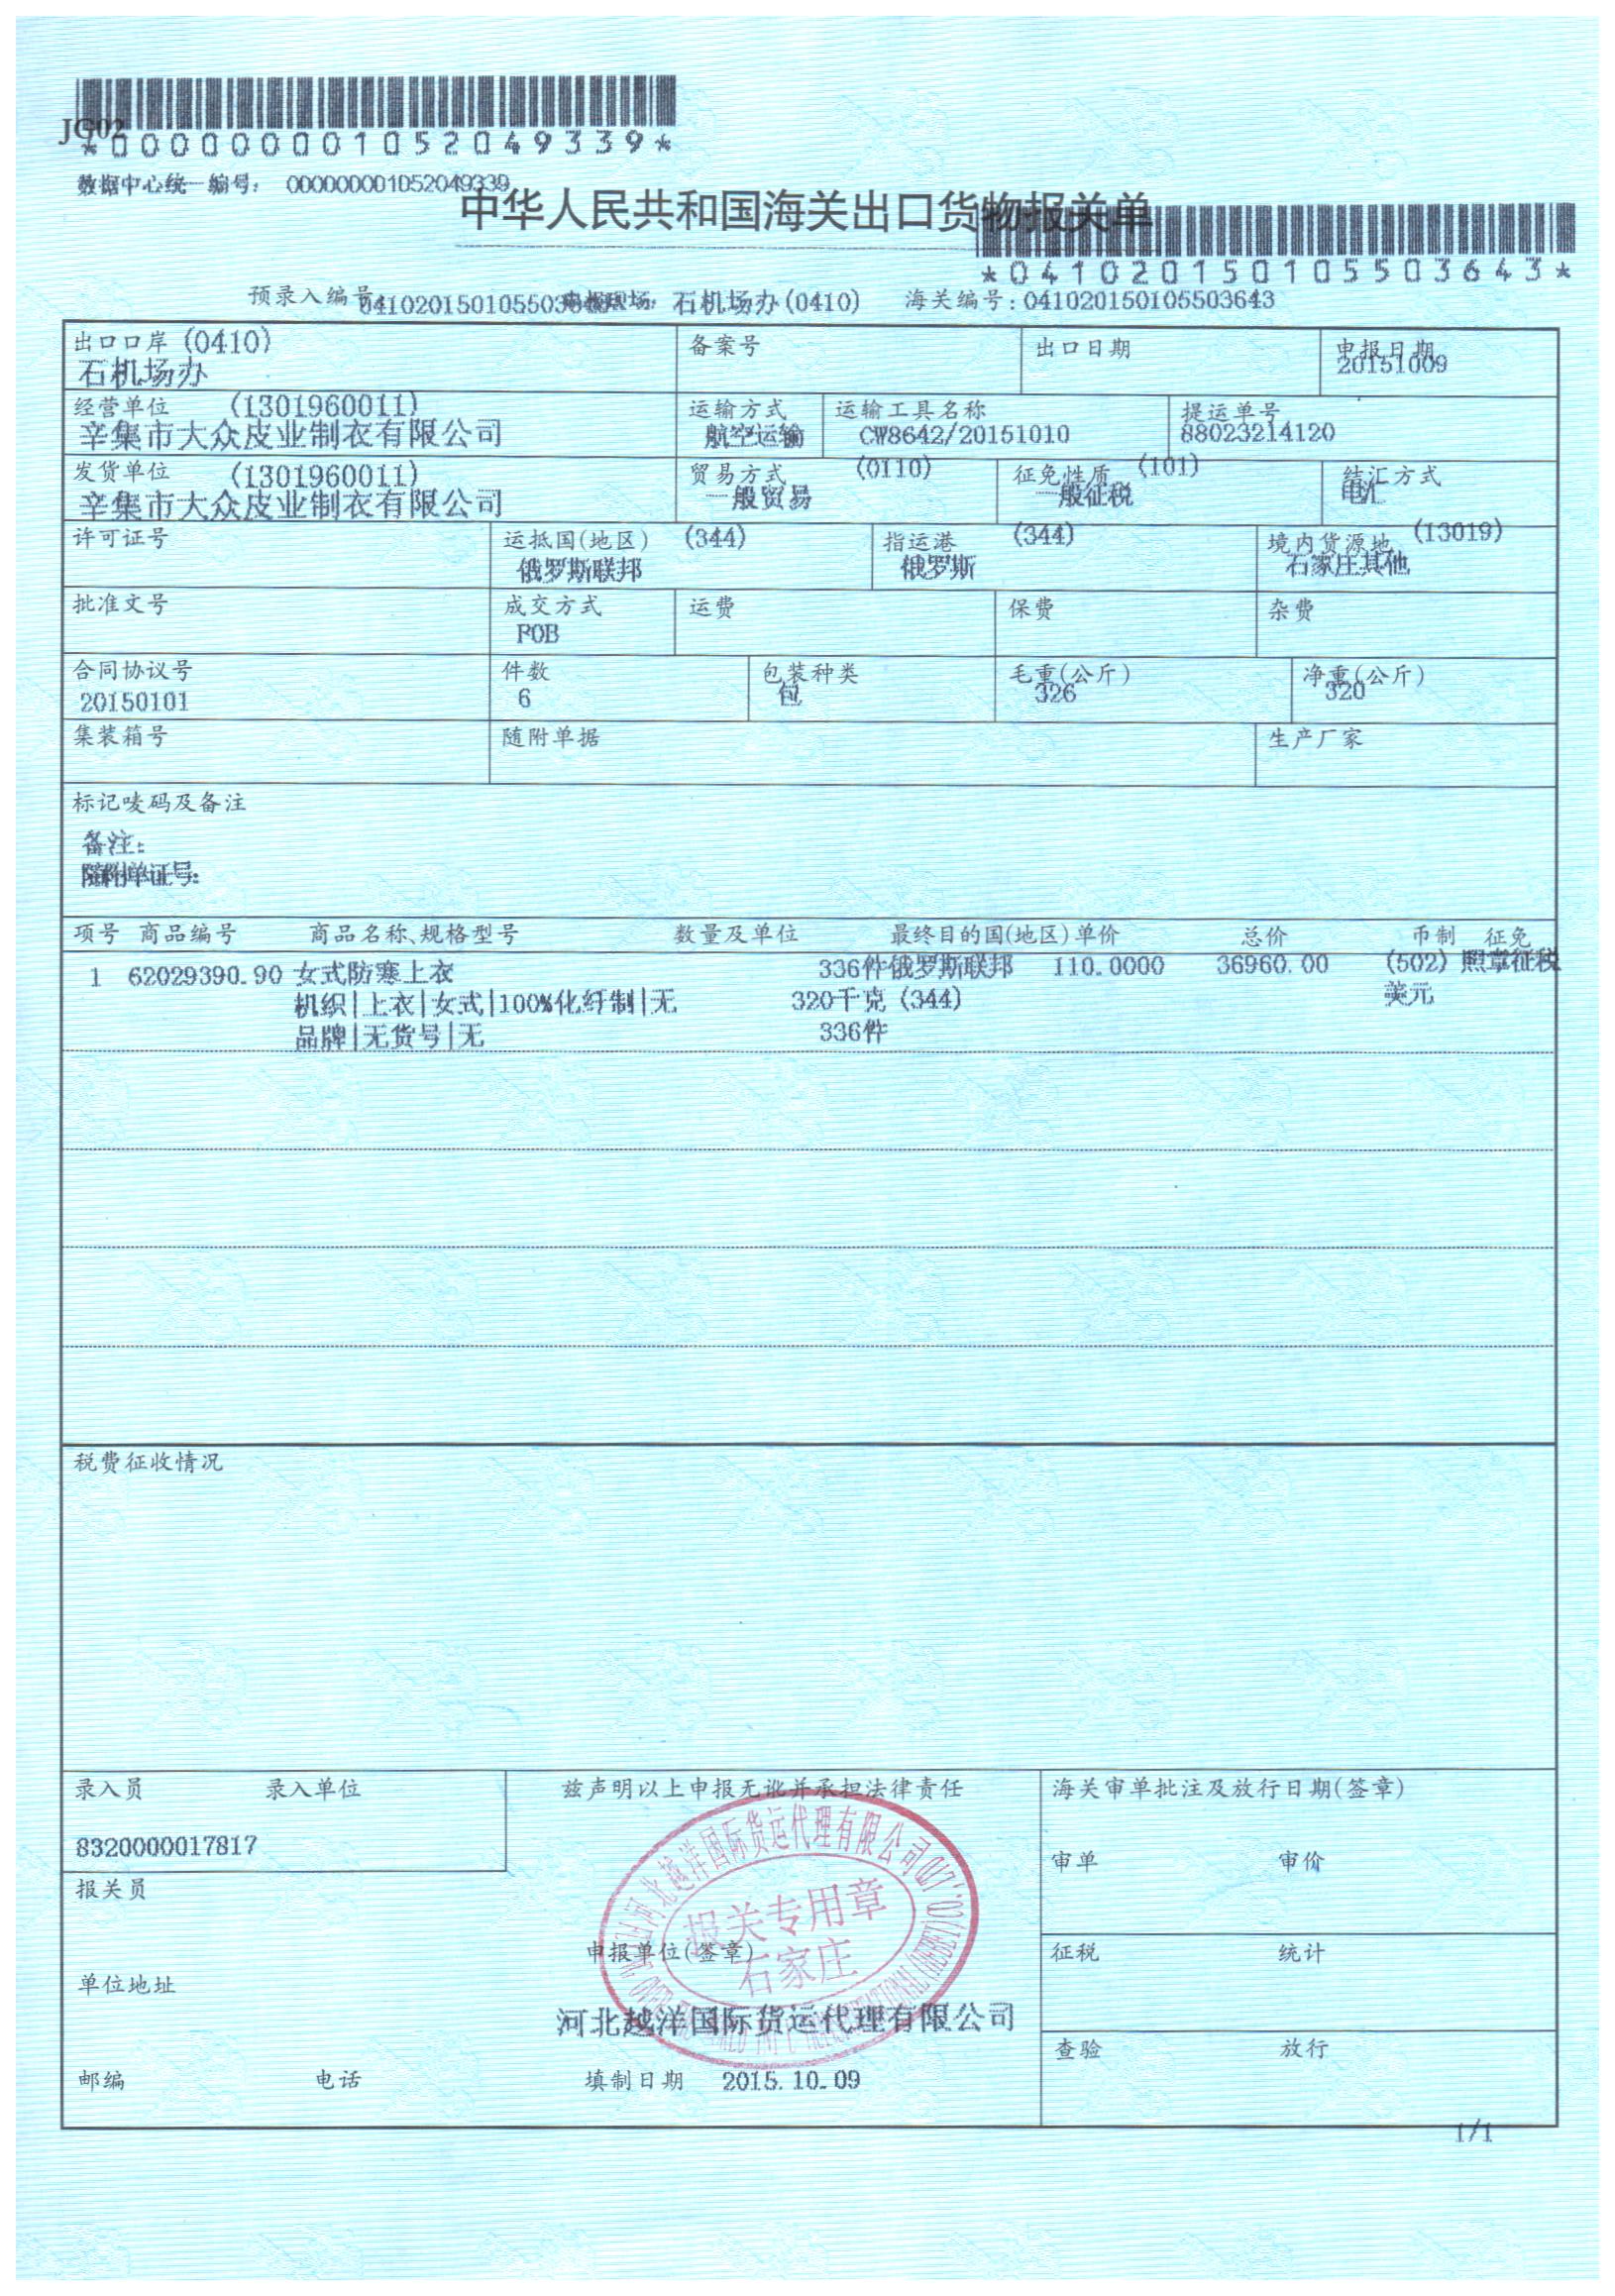 JG02
*000000001052049339*
数据中心统一编号: 000000001052049339
中华人民共和国海关出口货物报关单
*041020150105503643*
预录入编号: 041020150105503643 申报现场: 石机场办(0410) 海关编号: 041020150105503643
出口口岸 (0410) 备案号 出口日期 申报日期
石机场办 20151009
经营单位 (1301960011) 运输方式 运输工具名称 提运单号
辛集市大众皮业制衣有限公司 航空运输 CW8642/20151010 88023214120
发货单位 (1301960011) 贸易方式 (0110) 征免性质 (101) 结汇方式
辛集市大众皮业制衣有限公司 一般贸易 一般征税 电汇
许可证号 运抵国(地区) (344) 指运港 (344) 境内货源地 (13019)
俄罗斯联邦 俄罗斯 石家庄其他
批准文号 成交方式 运费 保费 杂费
FOB
合同协议号 件数 包装种类 毛重(公斤) 净重(公斤)
20150101 6 包 326 320
集装箱号 随附单据 生产厂家
标记唛码及备注
备注:
随附单证号:
项号 商品编号 商品名称、规格型号 数量及单位 最终目的国(地区) 单价 总价 币制 征免
1 62029390.90 女式防寒上衣 336件 俄罗斯联邦 110.0000 36960.00 (502) 照章征税
机织|上衣|女式|100%化纤制|无 320千克 (344) 美元
品牌|无货号|无 336件
税费征收情况
录入员 录入单位 兹声明以上申报无讹并承担法律责任 海关审单批注及放行日期(签章)
8320000017817
审单 审价
报关员
河北越洋国际货运代理有限公司
报关专用章
石家庄
申报单位(签章) 征税 统计
单位地址
河北越洋国际货运代理有限公司
查验 放行
邮编 电话 填制日期 2015.10.09
1/1